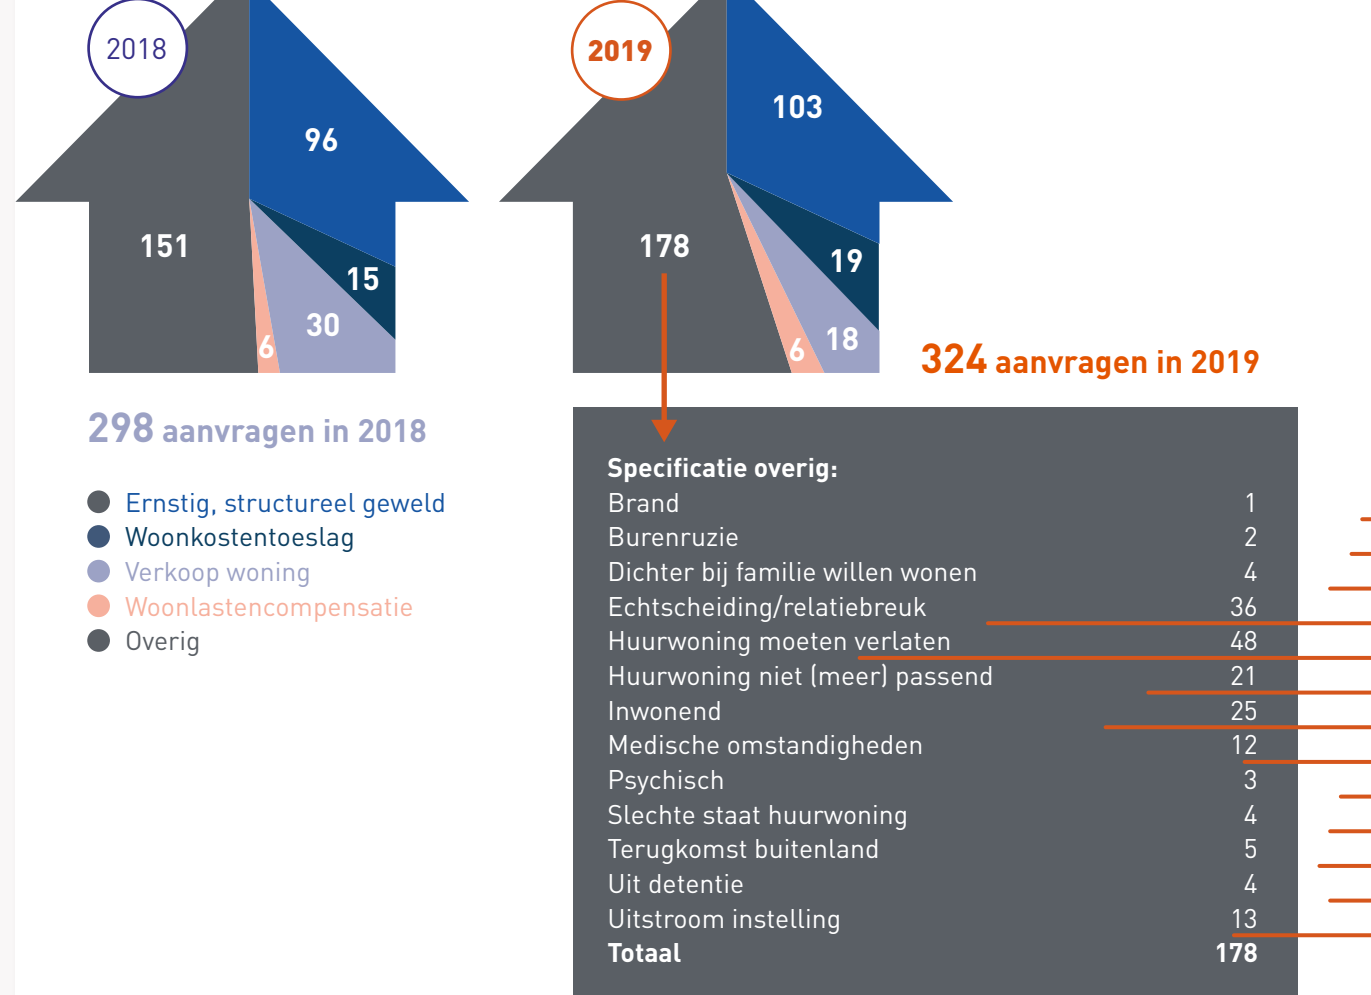 2018
96
151
15
30
6
298 aanvragen in 2018
Ernstig, structureel geweld
Woonkostentoeslag
Verkoop woning
Woonlastencompensatie
Overig
2019
103
178
19
18
6
324 aanvragen in 2019
Specificatie overig:
Brand 1
Burenruzie 2
Dichter bij familie willen wonen 4
Echtscheiding/relatiebreuk 36
Huurwoning moeten verlaten 48
Huurwoning niet (meer) passend 21
Inwonend 25
Medische omstandigheden 12
Psychisch 3
Slechte staat huurwoning 4
Terugkomst buitenland 5
Uit detentie 4
Uitstroom instelling 13
Totaal 178